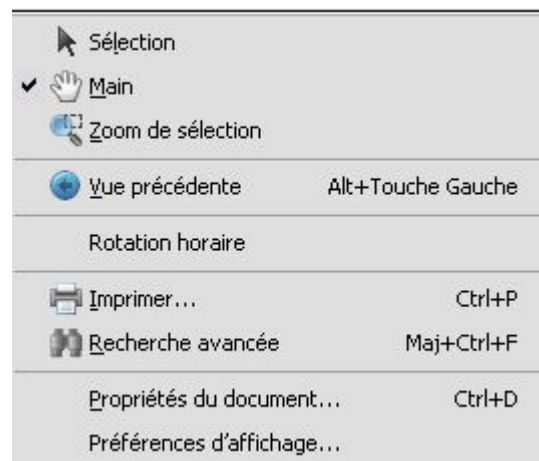 Sélection
Main
Zoom de sélection
Vue précédente Alt+Touche Gauche
Rotation horaire
Imprimer... Ctrl+P
Recherche avancée Maj+Ctrl+F
Propriétés du document... Ctrl+D
Préférences d'affichage...